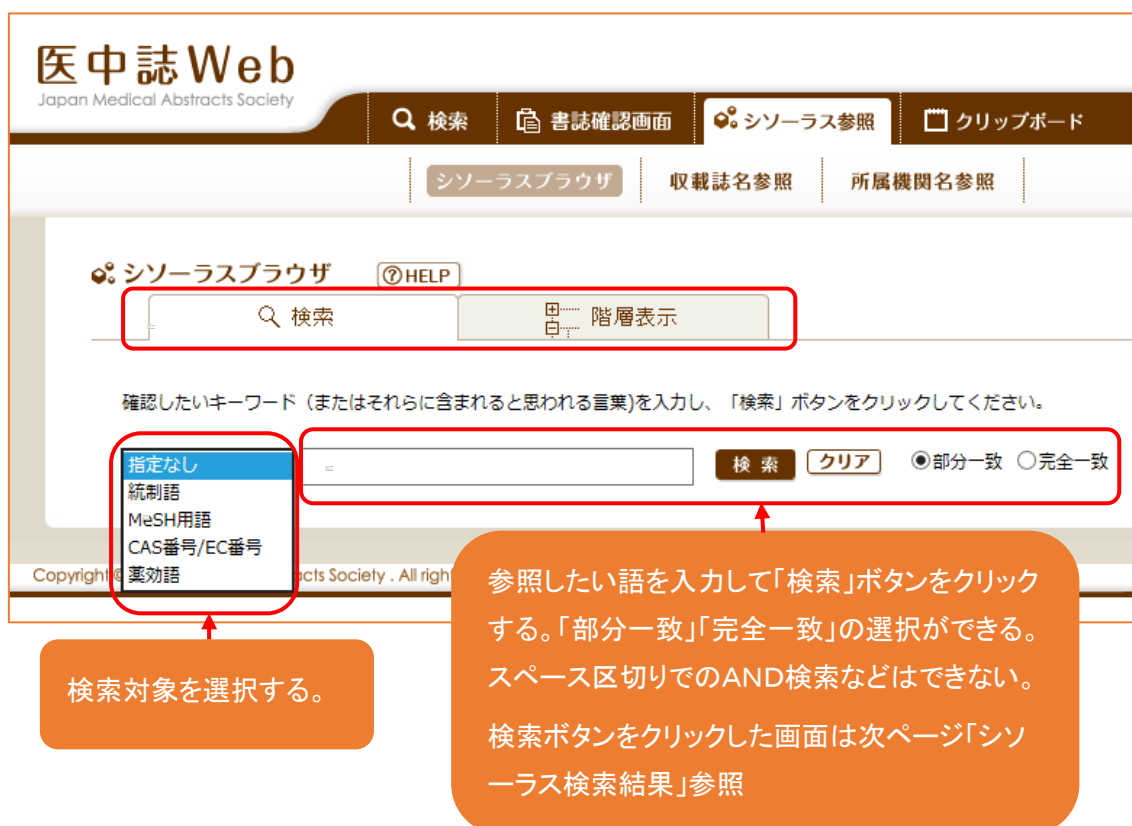 医中誌Web
Japan Medical Abstracts Society
検索
書誌確認画面
シソーラス参照
クリップボード
シソーラスブラウザ
収載誌名参照
所属機関名参照
シソーラスブラウザ
?HELP
検索
階層表示
確認したいキーワード（またはそれらに含まれると思われる言葉)を入力し、「検索」ボタンをクリックしてください。
指定なし
統制語
MeSH用語
CAS番号/EC番号
薬効語
検 索
クリア
部分一致
完全一致
Copyright
acts Society . All righ
検索対象を選択する。
参照したい語を入力して「検索」ボタンをクリック
する。「部分一致」「完全一致」の選択ができる。
スペース区切りでのAND検索などはできない。
検索ボタンをクリックした画面は次ページ「シソ
ーラス検索結果」参照